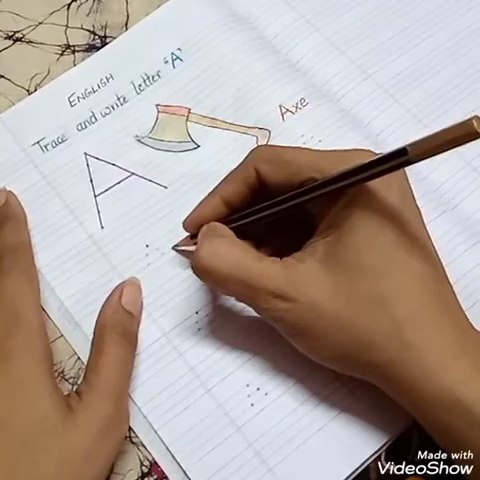 ENGLISH
Trace and write letter 'A'
Axe
A
Made with
VideoShow